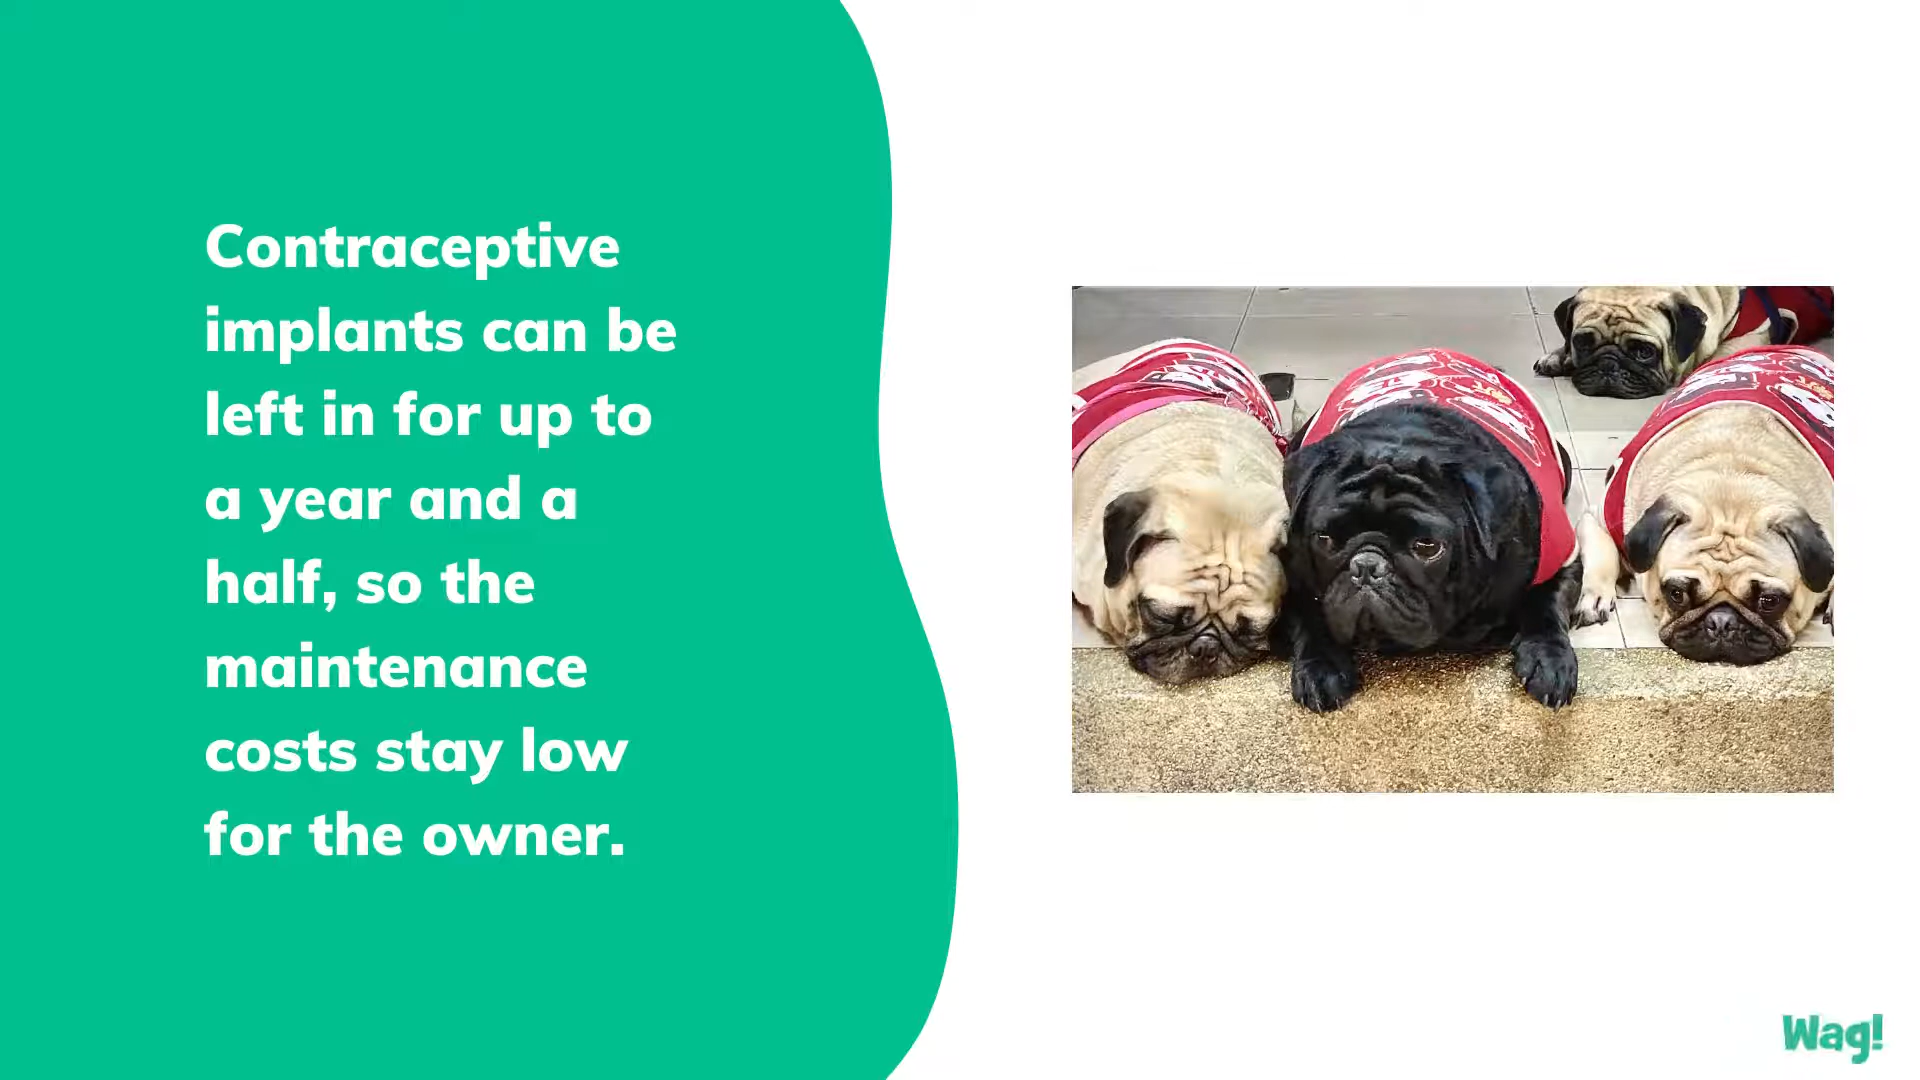 Contraceptive
implants can be
left in for up to
a year and a
half, so the
maintenance
costs stay low
for the owner.
Wag!